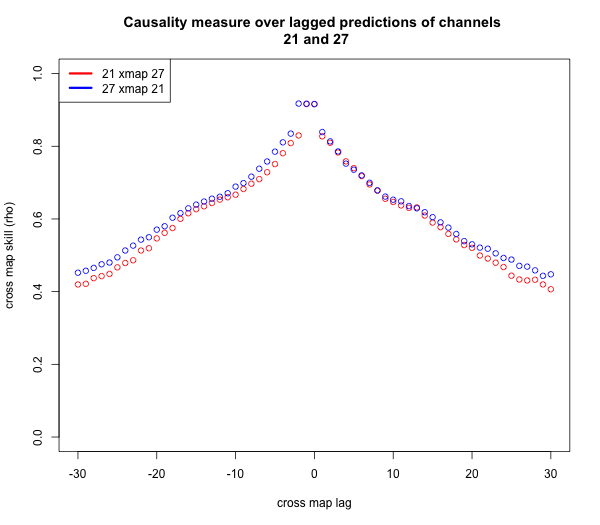 Causality measure over lagged predictions of channels
21 and 27
21 xmap 27
27 xmap 21
cross map skill (rho)
1.0
0.8
0.6
0.4
0.2
0.0
-30 -20 -10 0 10 20 30
cross map lag